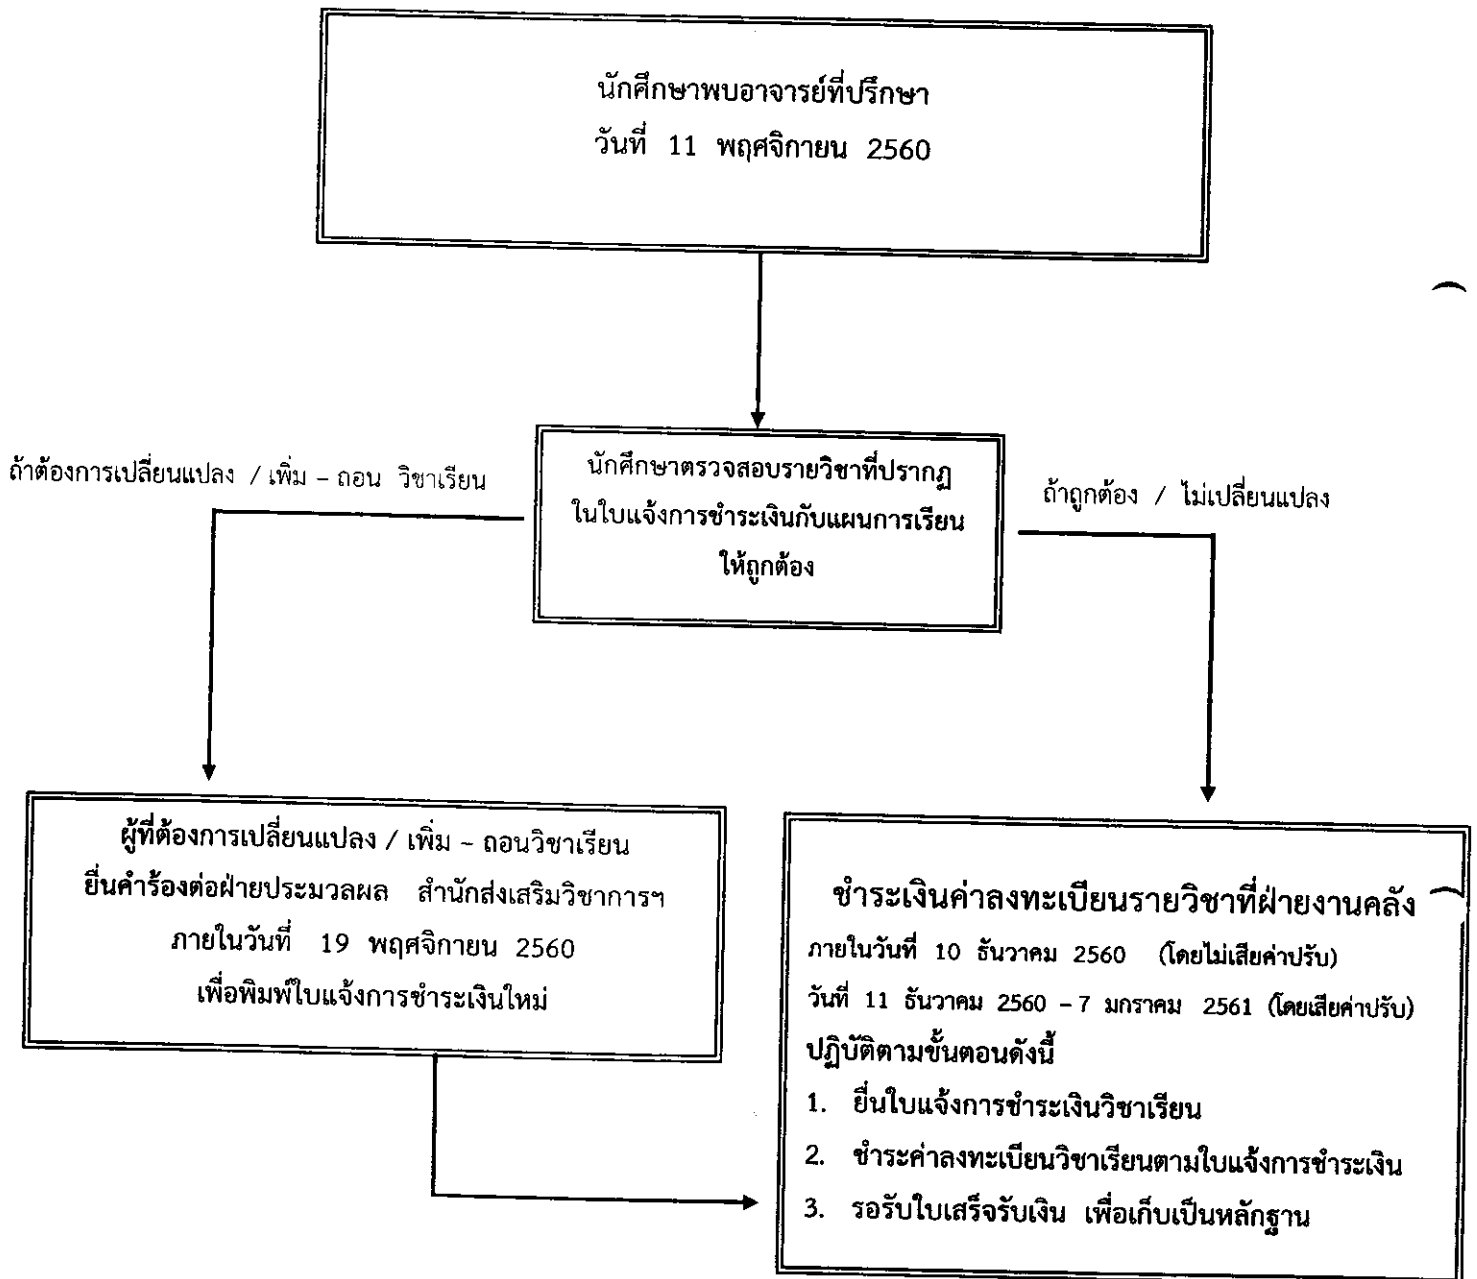 นักศึกษาพบอาจารย์ที่ปรึกษา
วันที่ 11 พฤศจิกายน 2560
ถ้าต้องการเปลี่ยนแปลง / เพิ่ม – ถอน วิชาเรียน
นักศึกษาตรวจสอบรายวิชาที่ปรากฏ
ในใบแจ้งการชำระเงินกับแผนการเรียน
ให้ถูกต้อง
ถ้าถูกต้อง / ไม่เปลี่ยนแปลง
ผู้ที่ต้องการเปลี่ยนแปลง / เพิ่ม – ถอนวิชาเรียน
ยื่นคำร้องต่อฝ่ายประมวลผล สำนักส่งเสริมวิชาการฯ
ภายในวันที่ 19 พฤศจิกายน 2560
เพื่อพิมพ์ใบแจ้งการชำระเงินใหม่
ชำระเงินค่าลงทะเบียนรายวิชาที่ฝ่ายงานคลัง
ภายในวันที่ 10 ธันวาคม 2560 (โดยไม่เสียค่าปรับ)
วันที่ 11 ธันวาคม 2560 – 7 มกราคม 2561 (โดยเสียค่าปรับ)
ปฏิบัติตามขั้นตอนดังนี้
1. ยื่นใบแจ้งการชำระเงินวิชาเรียน
2. ชำระค่าลงทะเบียนวิชาเรียนตามใบแจ้งการชำระเงิน
3. รอรับใบเสร็จรับเงิน เพื่อเก็บเป็นหลักฐาน